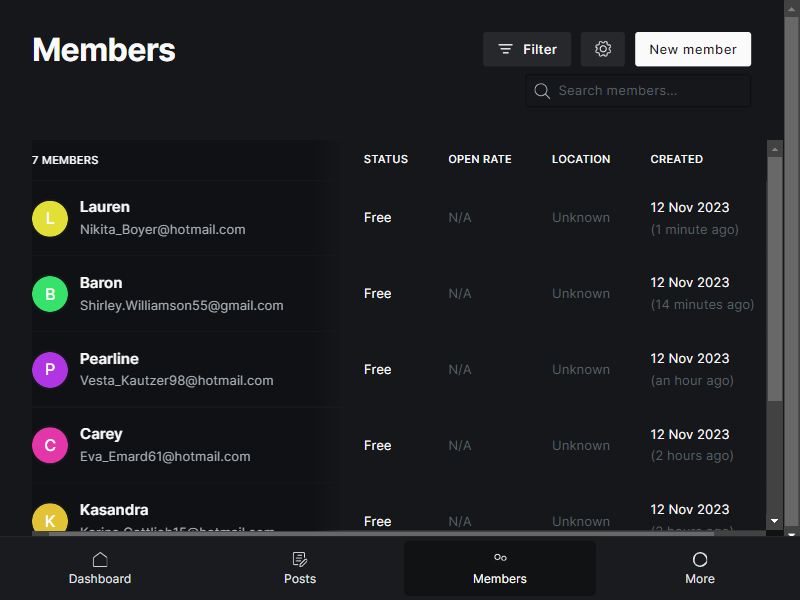 Members
Filter
New member
Search members...
7 MEMBERS STATUS OPEN RATE LOCATION CREATED
L Lauren Nikita_Boyer@hotmail.com Free N/A Unknown 12 Nov 2023 (1 minute ago)
B Baron Shirley.Williamson55@gmail.com Free N/A Unknown 12 Nov 2023 (14 minutes ago)
P Pearline Vesta_Kautzer98@hotmail.com Free N/A Unknown 12 Nov 2023 (an hour ago)
C Carey Eva_Emard61@hotmail.com Free N/A Unknown 12 Nov 2023 (2 hours ago)
K Kasandra Free N/A Unknown 12 Nov 2023
Dashboard Posts Members More